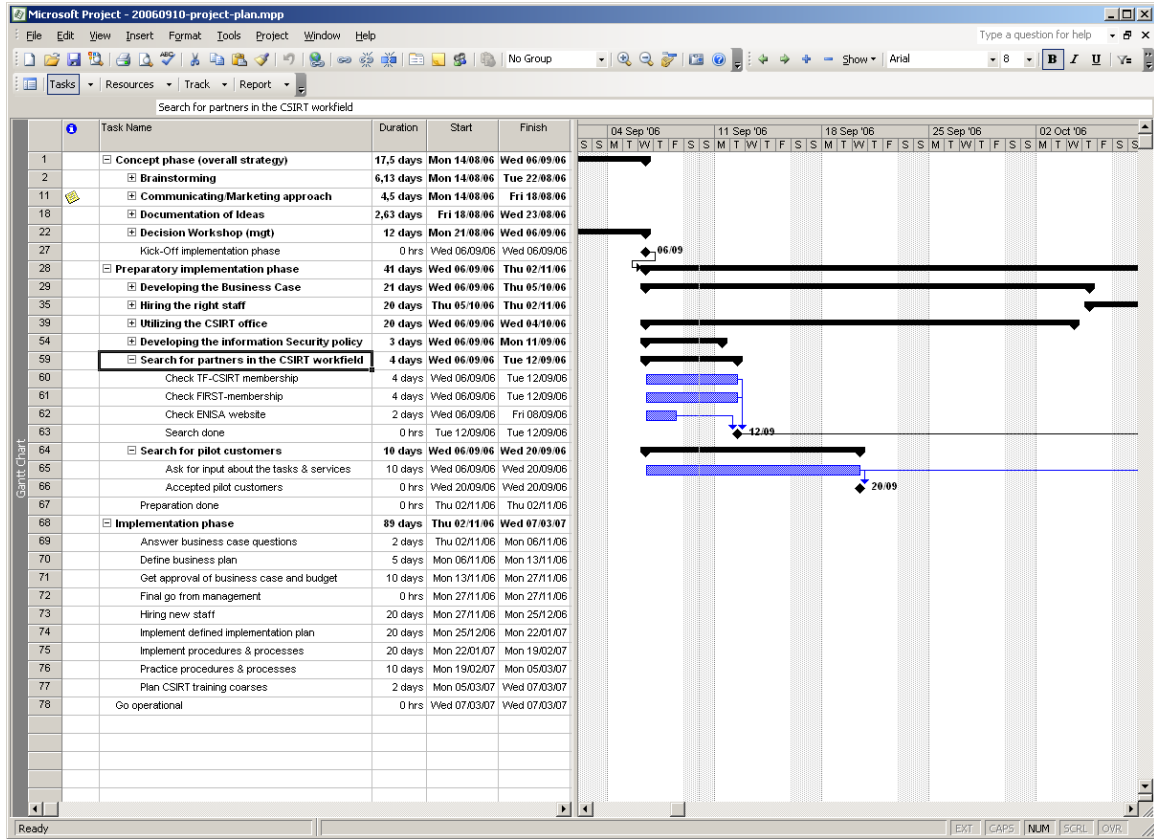 Microsoft Project - 20060910-project-plan.mpp
File Edit View Insert Format Tools Project Window Help Type a question for help
No Group Show Arial 8 B I U
Tasks Resources Track Report
Search for partners in the CSIRT workfield
Task Name Duration Start Finish 04 Sep '06 11 Sep '06 18 Sep '06 25 Sep '06 02 Oct '06
S S M T W T F S S M T W T F S S M T W T F S S M T W T F S S M T W T F S S
1 Concept phase (overall strategy) 17,5 days Mon 14/08/06 Wed 06/09/06
2 Brainstorming 6,13 days Mon 14/08/06 Tue 22/08/06
11 Communicating/Marketing approach 4,5 days Mon 14/08/06 Fri 18/08/06
18 Documentation of Ideas 2,63 days Fri 18/08/06 Wed 23/08/06
22 Decision Workshop (mgt) 12 days Mon 21/08/06 Wed 06/09/06
27 Kick-Off implementation phase 0 hrs Wed 06/09/06 Wed 06/09/06 06/09
28 Preparatory implementation phase 41 days Wed 06/09/06 Thu 02/11/06
29 Developing the Business Case 21 days Wed 06/09/06 Thu 05/10/06
35 Hiring the right staff 20 days Thu 05/10/06 Thu 02/11/06
39 Utilizing the CSIRT office 20 days Wed 06/09/06 Wed 04/10/06
54 Developing the information Security policy 3 days Wed 06/09/06 Mon 11/09/06
59 Search for partners in the CSIRT workfield 4 days Wed 06/09/06 Tue 12/09/06
60 Check TF-CSIRT membership 4 days Wed 06/09/06 Tue 12/09/06
61 Check FIRST-membership 4 days Wed 06/09/06 Tue 12/09/06
62 Check ENISA website 2 days Wed 06/09/06 Fri 08/09/06
63 Search done 0 hrs Tue 12/09/06 Tue 12/09/06 12/09
64 Search for pilot customers 10 days Wed 06/09/06 Wed 20/09/06
65 Ask for input about the tasks & services 10 days Wed 06/09/06 Wed 20/09/06
66 Accepted pilot customers 0 hrs Wed 20/09/06 Wed 20/09/06 20/09
67 Preparation done 0 hrs Thu 02/11/06 Thu 02/11/06
68 Implementation phase 89 days Thu 02/11/06 Wed 07/03/07
69 Answer business case questions 2 days Thu 02/11/06 Mon 06/11/06
70 Define business plan 5 days Mon 06/11/06 Mon 13/11/06
71 Get approval of business case and budget 10 days Mon 13/11/06 Mon 27/11/06
72 Final go from management 0 hrs Mon 27/11/06 Mon 27/11/06
73 Hiring new staff 20 days Mon 27/11/06 Mon 25/12/06
74 Implement defined implementation plan 20 days Mon 25/12/06 Mon 22/01/07
75 Implement procedures & processes 20 days Mon 22/01/07 Mon 19/02/07
76 Practice procedures & processes 10 days Mon 19/02/07 Mon 05/03/07
77 Plan CSIRT training coarses 2 days Mon 05/03/07 Wed 07/03/07
78 Go operational 0 hrs Wed 07/03/07 Wed 07/03/07
Gantt Chart
Ready EXT CAPS NUM SCRL OVR